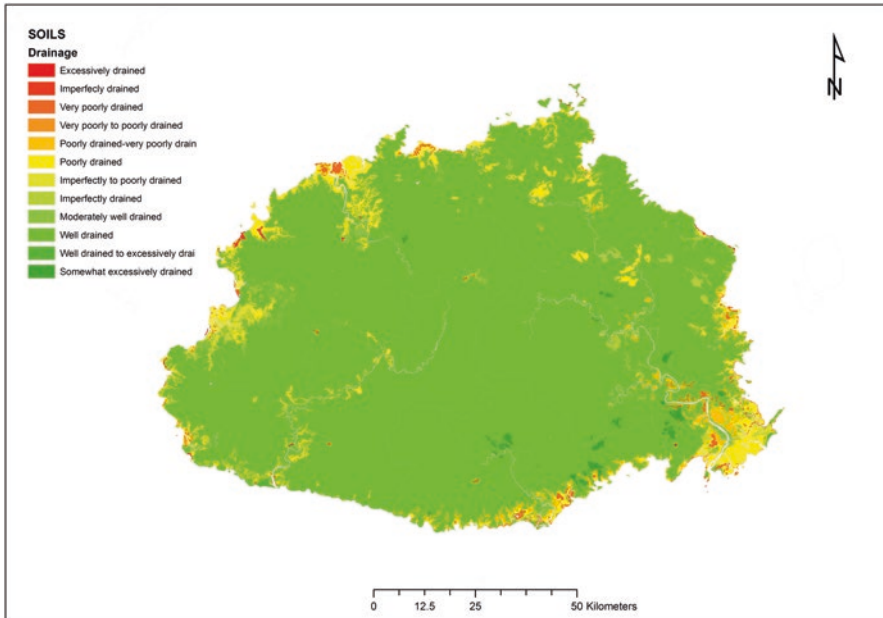 SOILS
Drainage
Excessively drained
Imperfecly drained
Very poorly drained
Very poorly to poorly drained
Poorly drained-very poorly drain
Poorly drained
Imperfectly to poorly drained
Imperfectly drained
Moderately well drained
Well drained
Well drained to excessively drai
Somewhat excessively drained
N
0 12.5 25 50 Kilometers